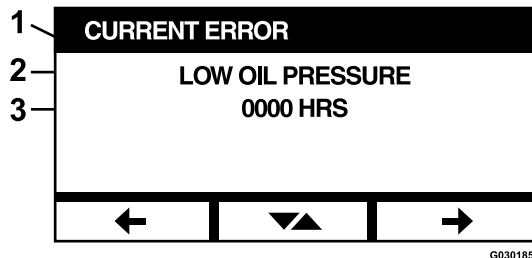 1
CURRENT ERROR
2
LOW OIL PRESSURE
3
0000 HRS
G030185